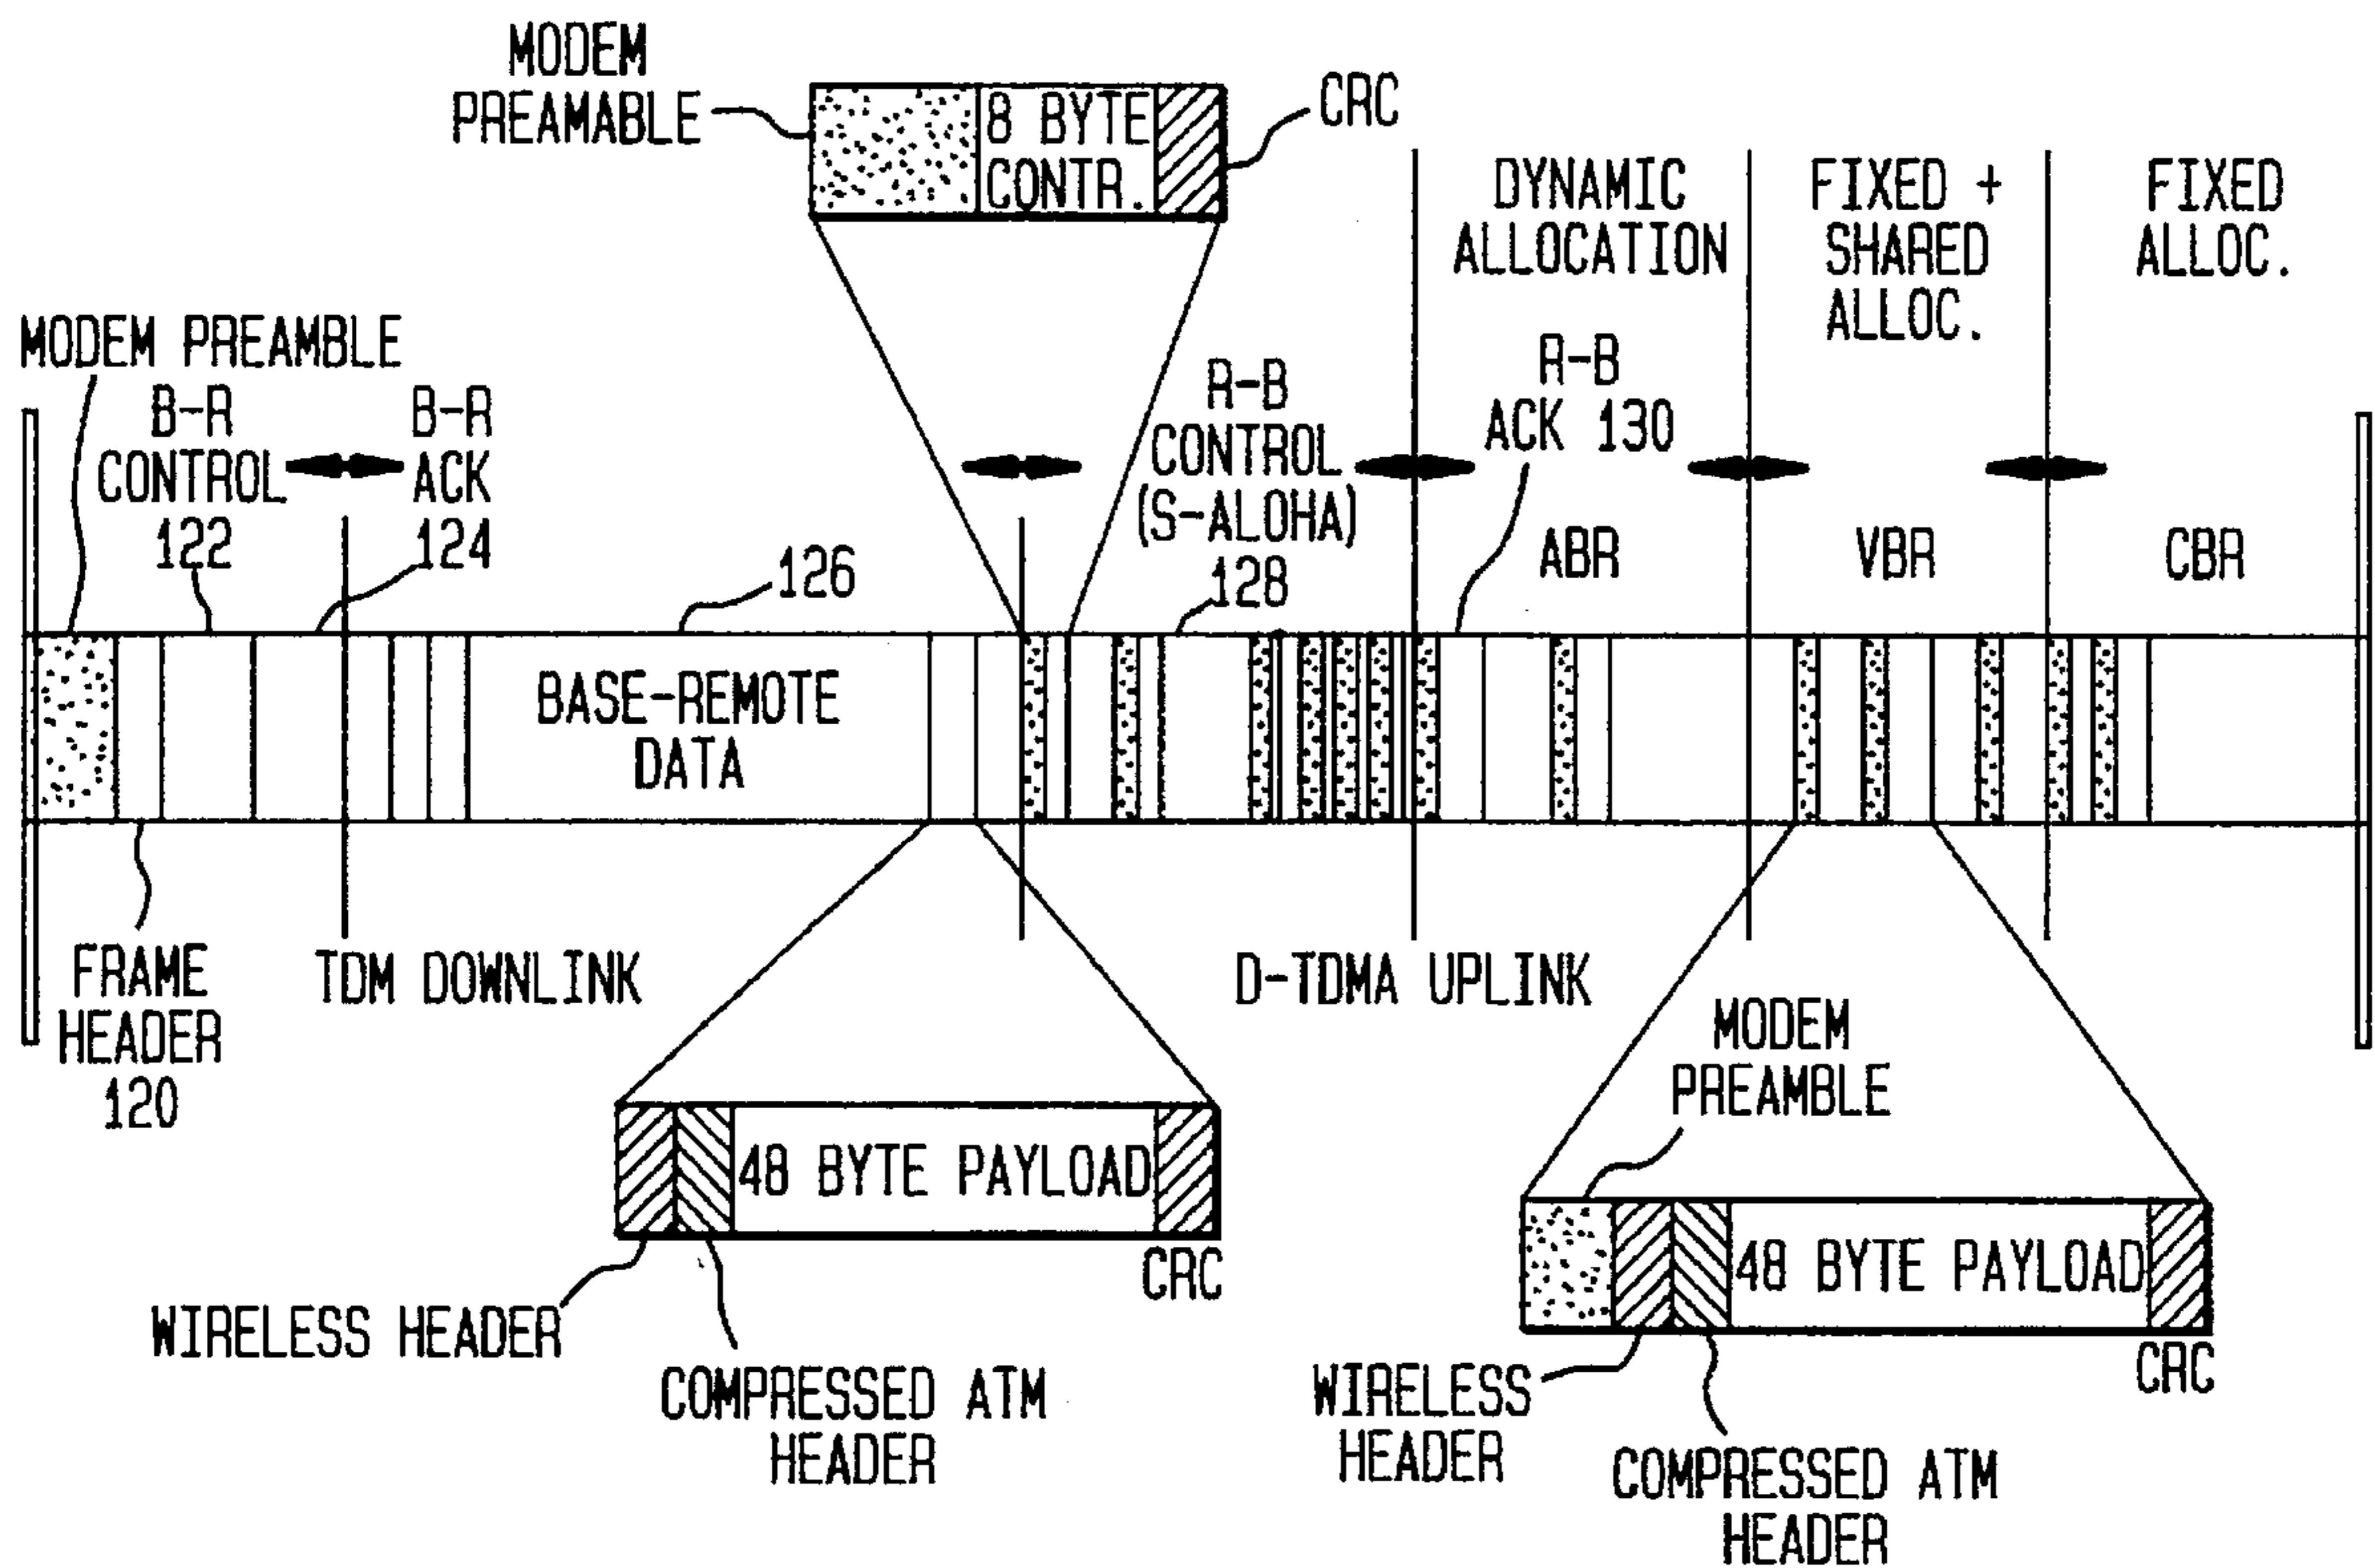 MODEM
PREAMABLE
8 BYTE
CONTR.
CRC
DYNAMIC
ALLOCATION
FIXED +
SHARED
ALLOC.
FIXED
ALLOC.
MODEM PREAMBLE
B-R
CONTROL
122
B-R
ACK
124
126
R-B
CONTROL
(S-ALOHA)
128
R-B
ACK 130
ABR
VBR
CBR
BASE-REMOTE
DATA
FRAME
HEADER
120
TDM DOWNLINK
D-TDMA UPLINK
48 BYTE PAYLOAD
CRC
WIRELESS HEADER
COMPRESSED ATM
HEADER
MODEM
PREAMBLE
48 BYTE PAYLOAD
CRC
WIRELESS
HEADER
COMPRESSED ATM
HEADER